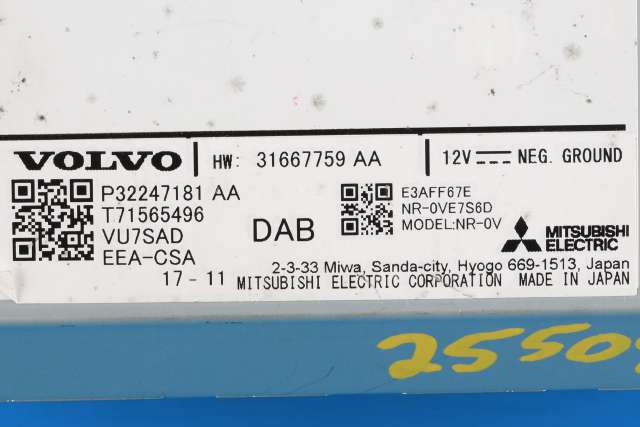 VOLVO
HW: 31667759 AA
12V NEG. GROUND
P32247181 AA
T71565496
VU7SAD
EEA-CSA
17-11
DAB
E3AFF67E
NR-0VE7S6D
MODEL:NR-0V
MITSUBISHI
ELECTRIC
2-3-33 Miwa, Sanda-city, Hyogo 669-1513, Japan
MITSUBISHI ELECTRIC CORPORATION MADE IN JAPAN